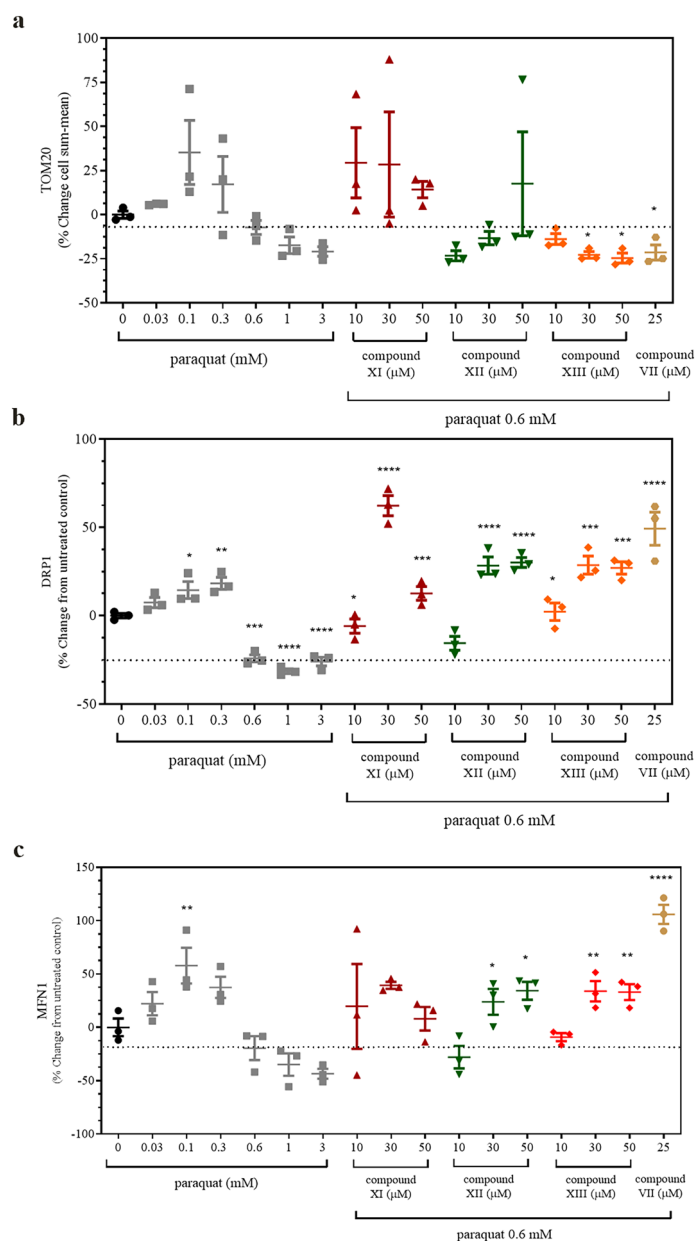 a
TOM20
(% Change cell sum-mean)
100
75
50
25
0
-25
-50
* * *
0 0.03 0.1 0.3 0.6 1 3 10 30 50 10 30 50 10 30 50 25
paraquat (mM)
compound XI (μM)
compound XII (μM)
compound XIII (μM)
compound VII (μM)
paraquat 0.6 mM
b
DRP1
(% Change from untreated control)
100
50
0
-50
* ** *** **** **** * **** *** **** **** * *** *** ****
0 0.03 0.1 0.3 0.6 1 3 10 30 50 10 30 50 10 30 50 25
paraquat (mM)
compound XI (μM)
compound XII (μM)
compound XIII (μM)
compound VII (μM)
paraquat 0.6 mM
c
MFN1
(% Change from untreated control)
150
100
50
0
-50
-100
** * * ** ** ****
0 0.03 0.1 0.3 0.6 1 3 10 30 50 10 30 50 10 30 50 25
paraquat (mM)
compound XI (μM)
compound XII (μM)
compound XIII (μM)
compound VII (μM)
paraquat 0.6 mM